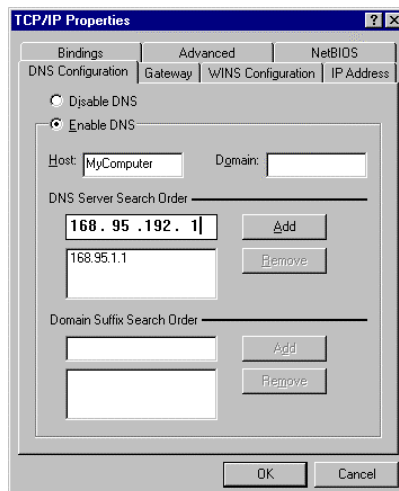 TCP/IP Properties
Bindings Advanced NetBIOS
DNS Configuration Gateway WINS Configuration IP Address
Disable DNS
Enable DNS
Host: MyComputer Domain:
DNS Server Search Order
168. 95 .192. 1 Add
168.95.1.1 Remove
Domain Suffix Search Order
Add
Remove
OK Cancel